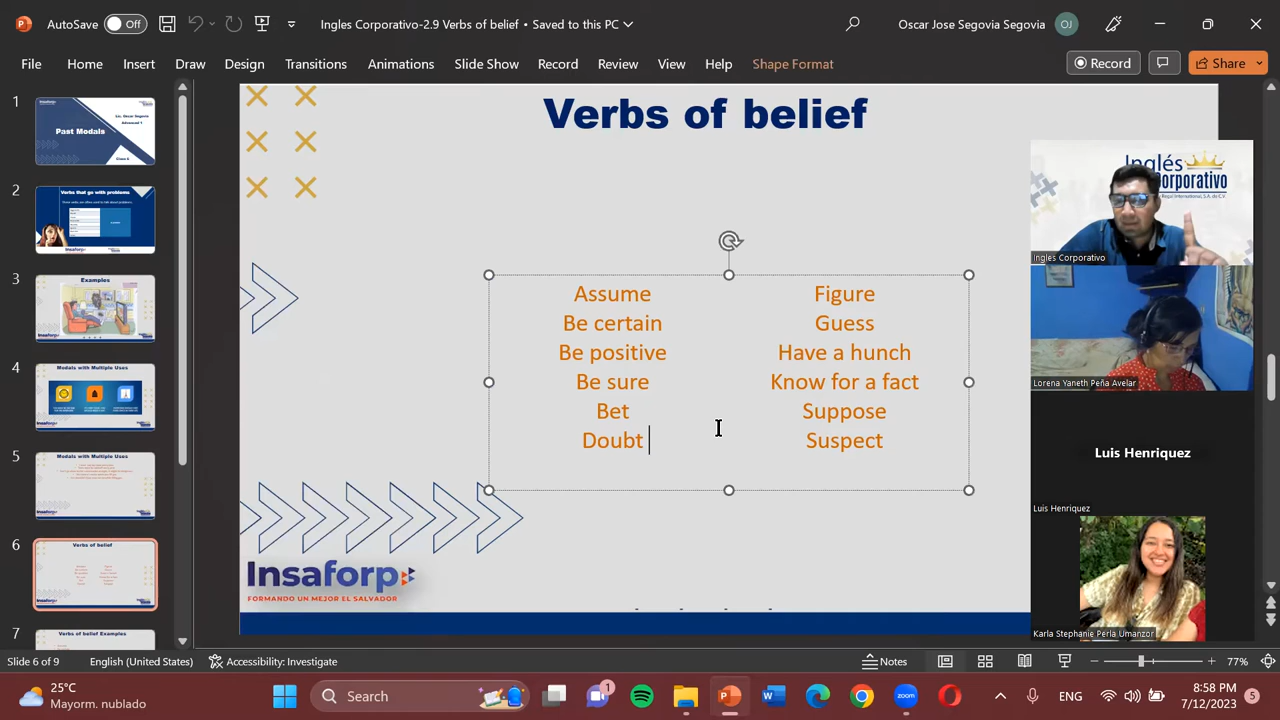 AutoSave Off
Ingles Corporativo-2.9 Verbs of belief • Saved to this PC
Oscar Jose Segovia Segovia OJ
File Home Insert Draw Design Transitions Animations Slide Show Record Review View Help Shape Format
Record
Share
1
Past Modals
2
Verbs that go with problems
3
Examples
4
Modals with Multiple Uses
5
Modals with Multiple Uses
6
Verbs of belief
7
Verbs of belief Examples
Verbs of belief
Assume
Be certain
Be positive
Be sure
Bet
Doubt
Figure
Guess
Have a hunch
Know for a fact
Suppose
Suspect
Insaforp
FORMANDO UN MEJOR EL SALVADOR
Inglés
Corporativo
Ingles Corporativo
Lorena Yaneth Peña Avelar
Luis Henriquez
Luis Henriquez
Karla Stephanie Perla Umanzor
Slide 6 of 9
English (United States)
Accessibility: Investigate
Notes
77%
25°C
Mayorm. nublado
Search
1
zoom
ENG
8:58 PM
7/12/2023